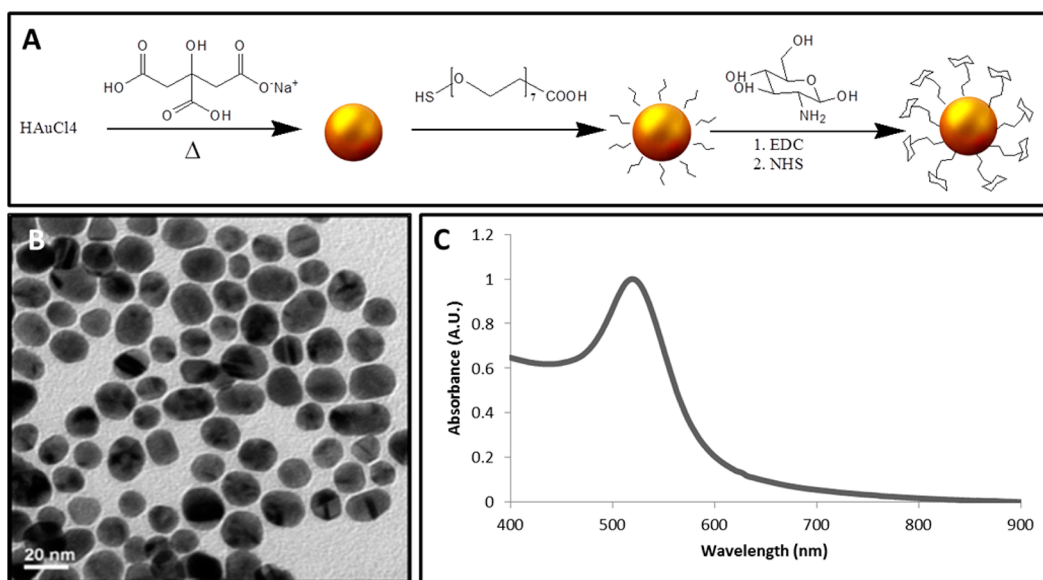 A
HAuCl4
O
OH
O
HO
O⁻Na⁺
O
OH
Δ
HS
O
7
COOH
HO
OH
O
HO
OH
NH₂
1. EDC
2. NHS
B
20 nm
C
Absorbance (A.U.)
1.2
1
0.8
0.6
0.4
0.2
0
400
500
600
700
800
900
Wavelength (nm)